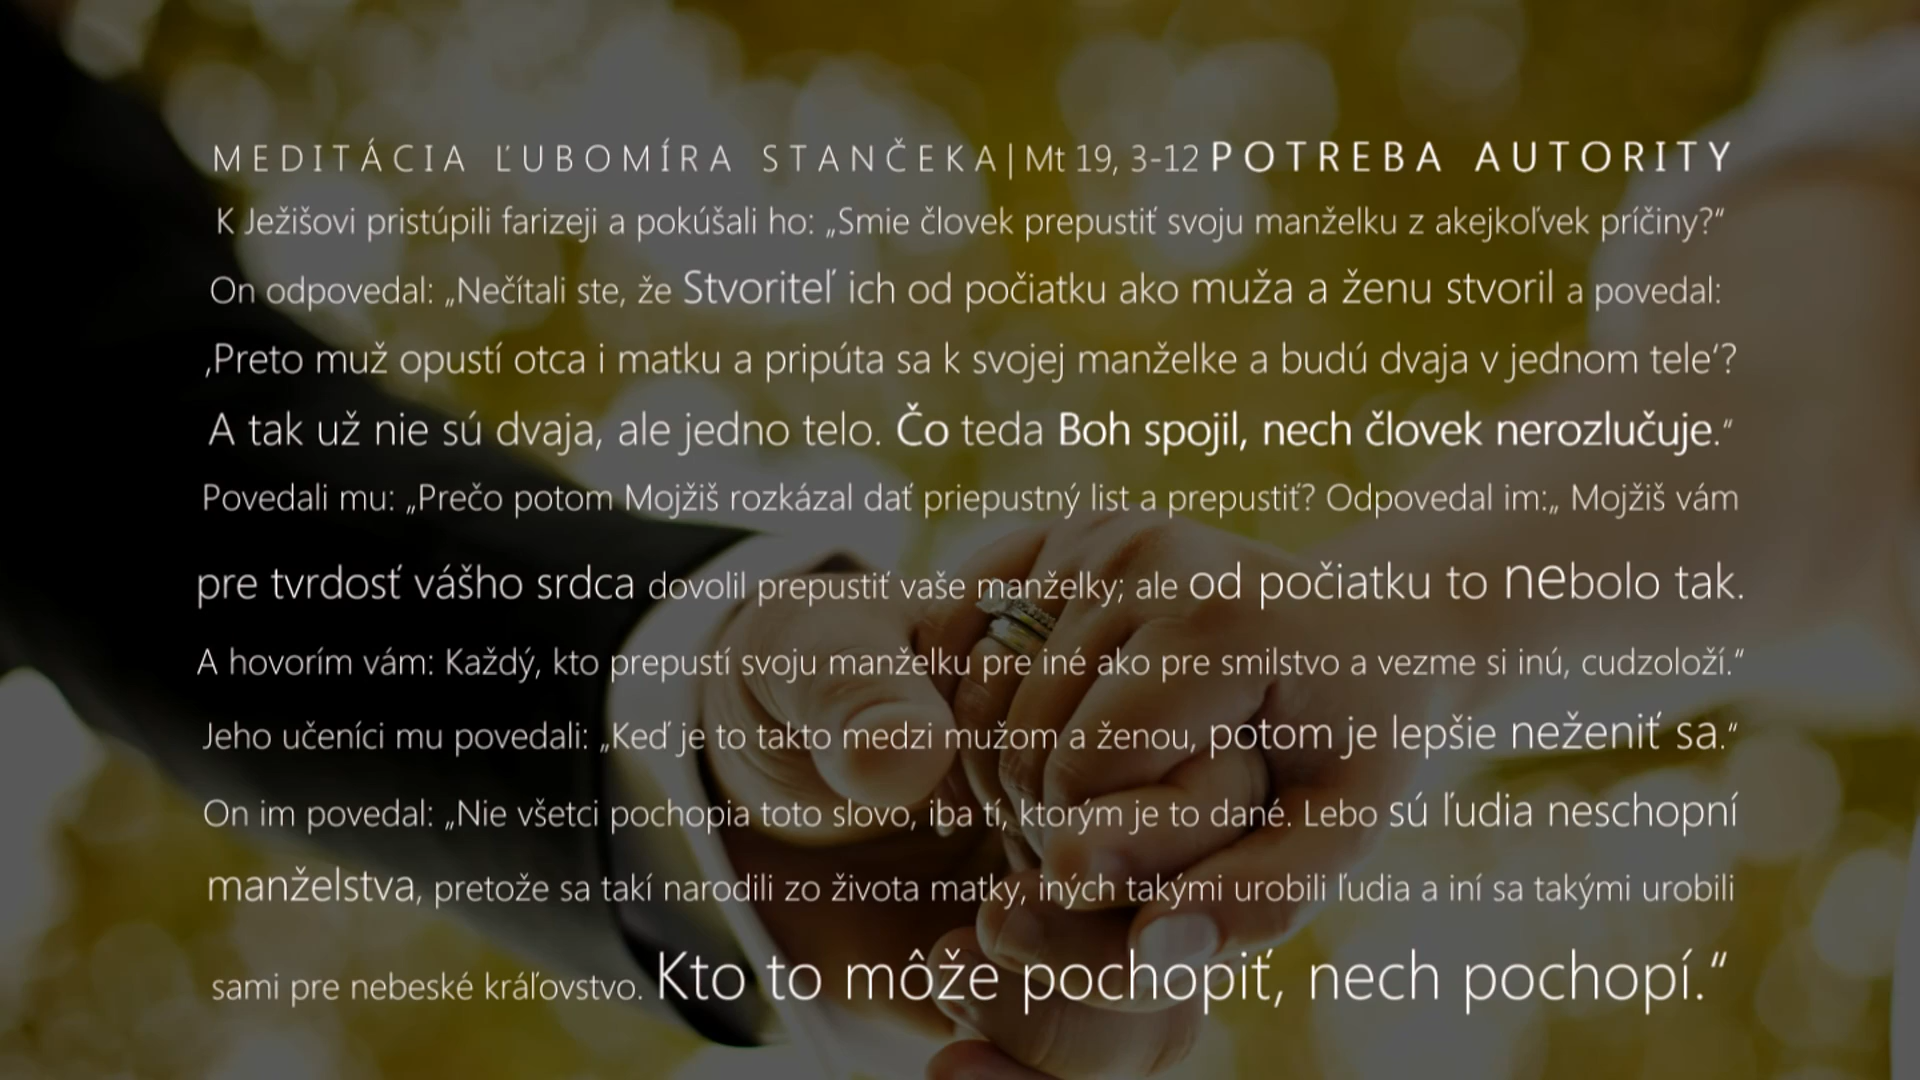 MEDITÁCIA ĽUBOMÍRA STANČEKA|Mt 19, 3-12 POTREBA AUTORITY
K Ježišovi pristúpili farizeji a pokúšali ho: „Smie človek prepustiť svoju manželku z akejkoľvek príčiny?“
On odpovedal: „Nečítali ste, že Stvoriteľ ich od počiatku ako muža a ženu stvoril a povedal:
‚Preto muž opustí otca i matku a pripúta sa k svojej manželke a budú dvaja v jednom tele‘?
A tak už nie sú dvaja, ale jedno telo. Čo teda Boh spojil, nech človek nerozlučuje.“
Povedali mu: „Prečo potom Mojžiš rozkázal dať priepustný list a prepustiť? Odpovedal im:„ Mojžiš vám
pre tvrdosť vášho srdca dovolil prepustiť vaše manželky; ale od počiatku to nebolo tak.
A hovorím vám: Každý, kto prepustí svoju manželku pre iné ako pre smilstvo a vezme si inú, cudzoloží.“
Jeho učeníci mu povedali: „Keď je to takto medzi mužom a ženou, potom je lepšie neženiť sa.“
On im povedal: „Nie všetci pochopia toto slovo, iba tí, ktorým je to dané. Lebo sú ľudia neschopní
manželstva, pretože sa takí narodili zo života matky, iných takými urobili ľudia a iní sa takými urobili
sami pre nebeské kráľovstvo. Kto to môže pochopiť, nech pochopí.“